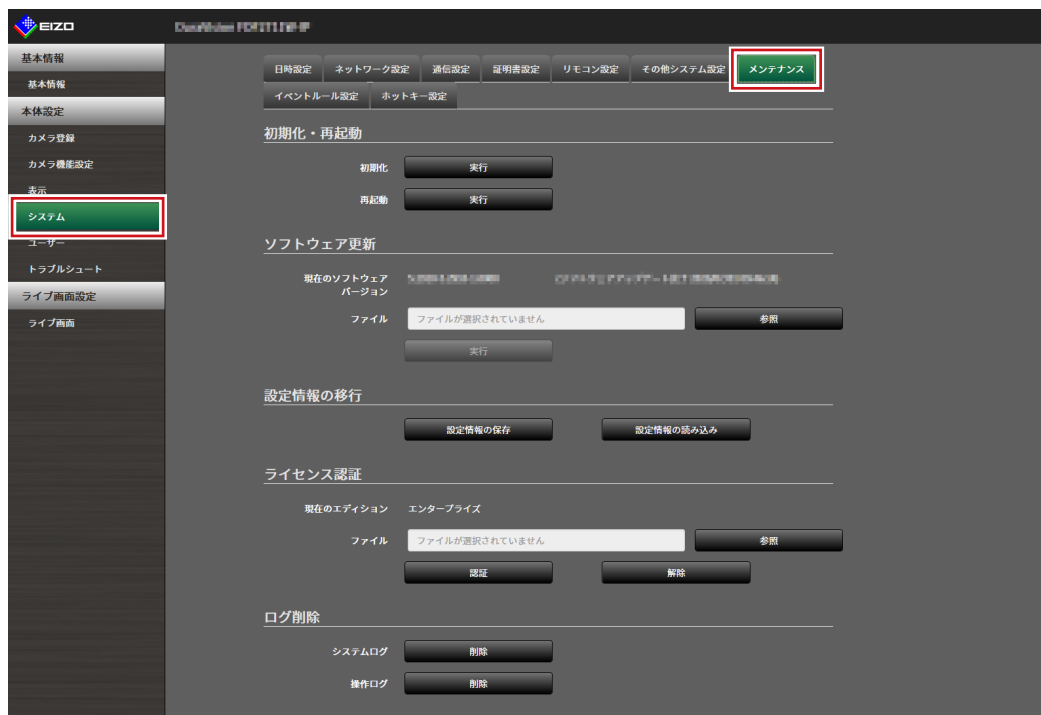 EIZO
基本情報
基本情報
本体設定
カメラ登録
カメラ機能設定
表示
システム
ユーザー
トラブルシュート
ライブ画面設定
ライブ画面
日時設定 ネットワーク設定 通信設定 証明書設定 リモコン設定 その他システム設定 メンテナンス
イベントルール設定 ホットキー設定
初期化・再起動
初期化 実行
再起動 実行
ソフトウェア更新
現在のソフトウェア
バージョン
ファイル ファイルが選択されていません 参照
実行
設定情報の移行
設定情報の保存 設定情報の読み込み
ライセンス認証
現在のエディション エンタープライズ
ファイル ファイルが選択されていません 参照
認証 解除
ログ削除
システムログ 削除
操作ログ 削除